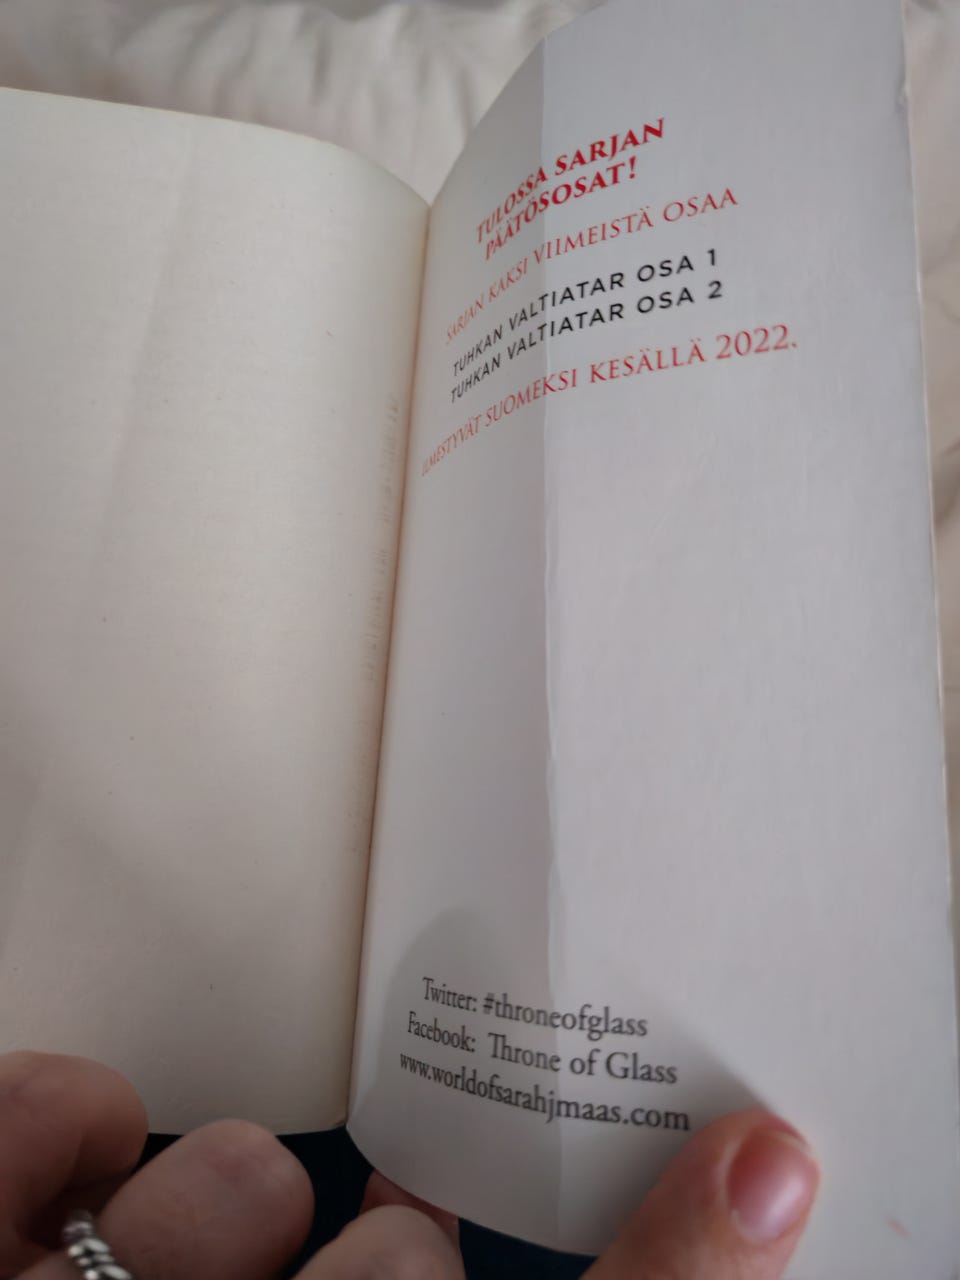 TULOSSA SARJAN
PÄÄTÖSOSAT!
SARJAN KAKSI VIIMEISTÄ OSAA
TUHKAN VALTIATAR OSA 1
TUHKAN VALTIATAR OSA 2
ILMESTYVÄT SUOMEKSI KESÄLLÄ 2022.
Twitter: #throneofglass
Facebook: Throne of Glass
www.worldofsarahjmaas.com